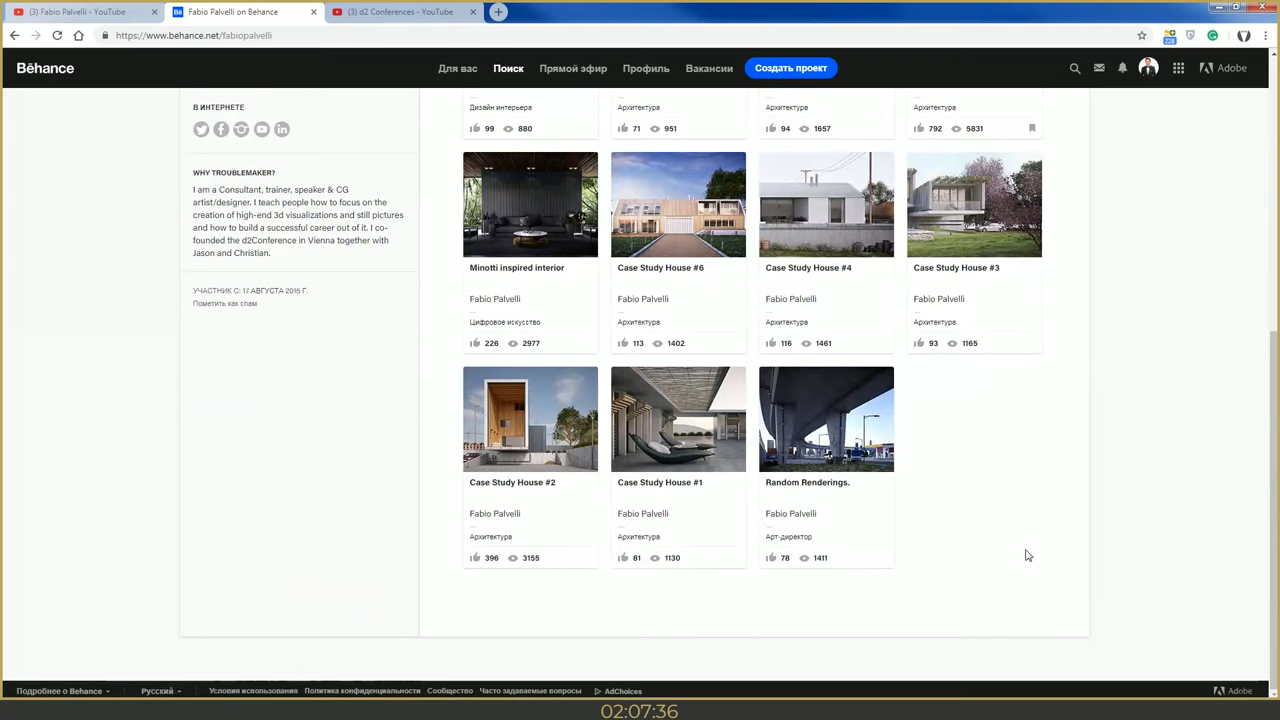 (3) Fabio Palvelli - YouTube
Fabio Palvelli on Behance
(3) d2 Conferences - YouTube
https://www.behance.net/fabiopalvelli
228
Bēhance
Для вас
Поиск
Прямой эфир
Профиль
Вакансии
Создать проект
Adobe
В ИНТЕРНЕТЕ
WHY TROUBLEMAKER?
I am a Consultant, trainer, speaker & CG
artist/designer. I teach people how to focus on the
creation of high-end 3d visualizations and still pictures
and how to build a successful career out of it. I co-
founded the d2Conference in Vienna together with
Jason and Christian.
УЧАСТНИК С: 17 АВГУСТА 2015 Г.
Пометить как спам
Дизайн интерьера
99 880
Архитектура
71 951
Архитектура
94 1657
Архитектура
792 5831
Minotti inspired interior
Fabio Palvelli
Цифровое искусство
226 2977
Case Study House #6
Fabio Palvelli
Архитектура
113 1402
Case Study House #4
Fabio Palvelli
Архитектура
116 1461
Case Study House #3
Fabio Palvelli
Архитектура
93 1165
Case Study House #2
Fabio Palvelli
Архитектура
396 3155
Case Study House #1
Fabio Palvelli
Архитектура
81 1130
Random Renderings.
Fabio Palvelli
Арт-директор
78 1411
Подробнее о Behance
Русский
Условия использования
Политика конфиденциальности
Сообщество
Часто задаваемые вопросы
AdChoices
Adobe
02:07:36